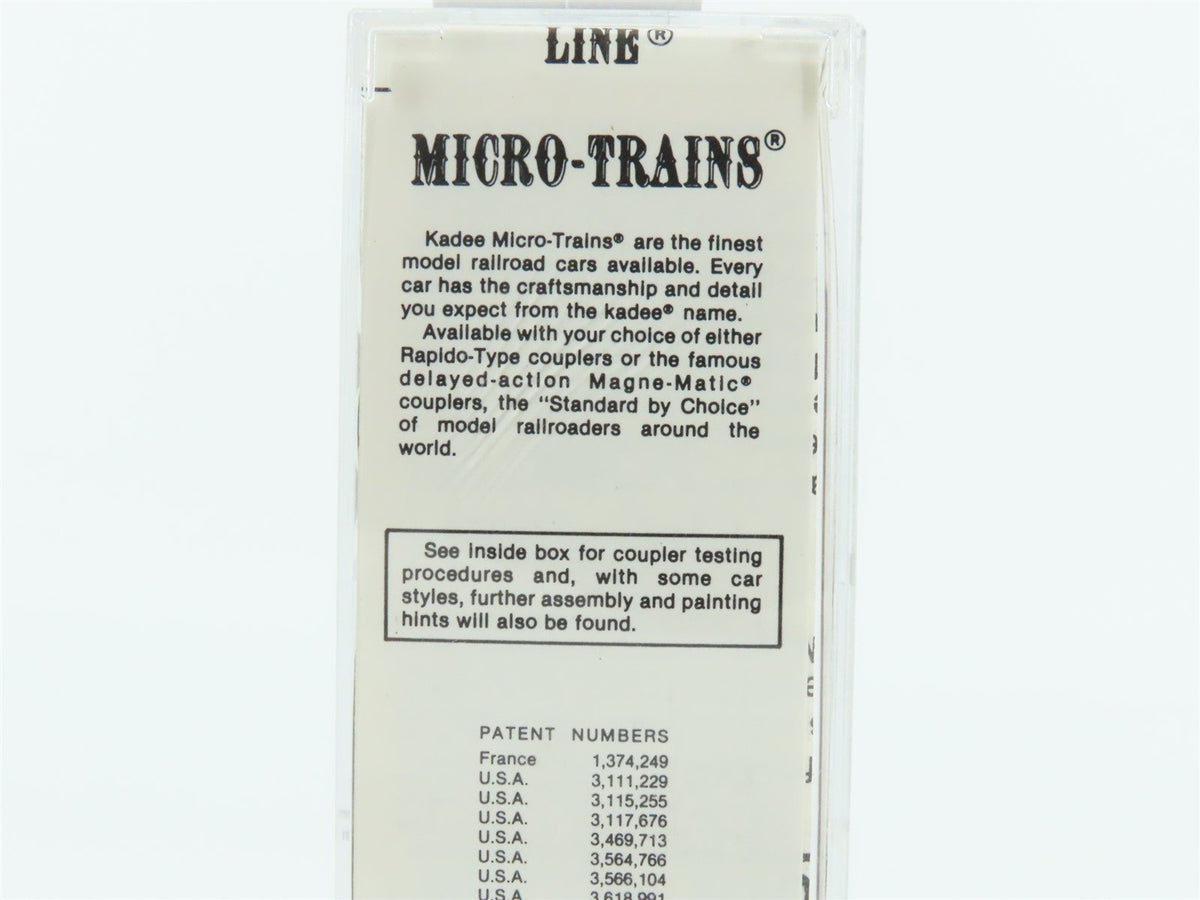 LINE®
MICRO-TRAINS®
Kadee Micro-Trains® are the finest
model railroad cars available. Every
car has the craftsmanship and detail
you expect from the kadee® name.
Available with your choice of either
Rapido-Type couplers or the famous
delayed-action Magne-Matic®
couplers, the "Standard by Choice"
of model railroaders around the
world.
See inside box for coupler testing
procedures and, with some car
styles, further assembly and painting
hints will also be found.
PATENT NUMBERS
France 1,374,249
U.S.A. 3,111,229
U.S.A. 3,115,255
U.S.A. 3,117,676
U.S.A. 3,469,713
U.S.A. 3,564,766
U.S.A. 3,566,104
U.S.A. 3,618,991